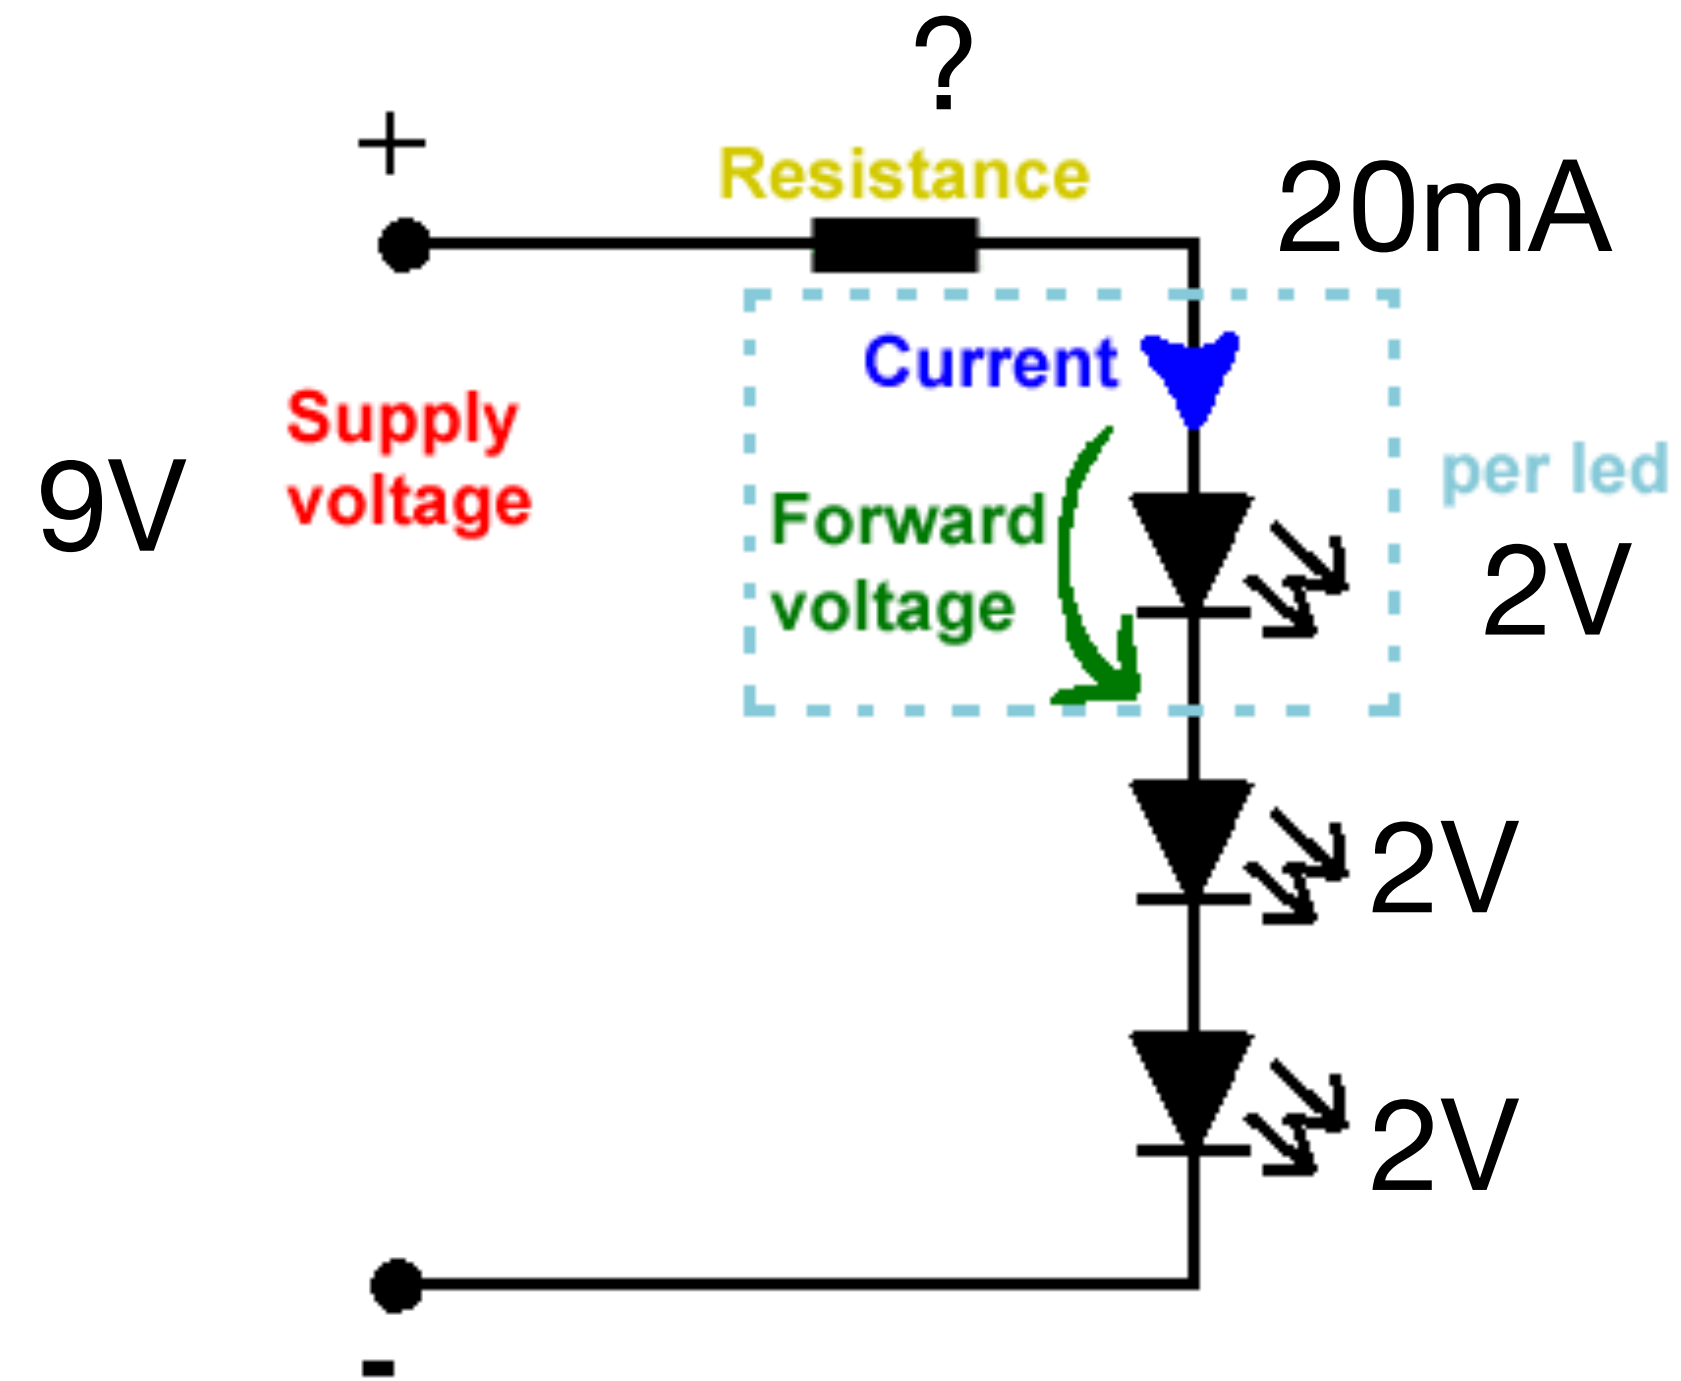 ?
+
Resistance
20mA
Current
Supply
voltage
9V
per led
Forward
voltage
2V
2V
2V
-